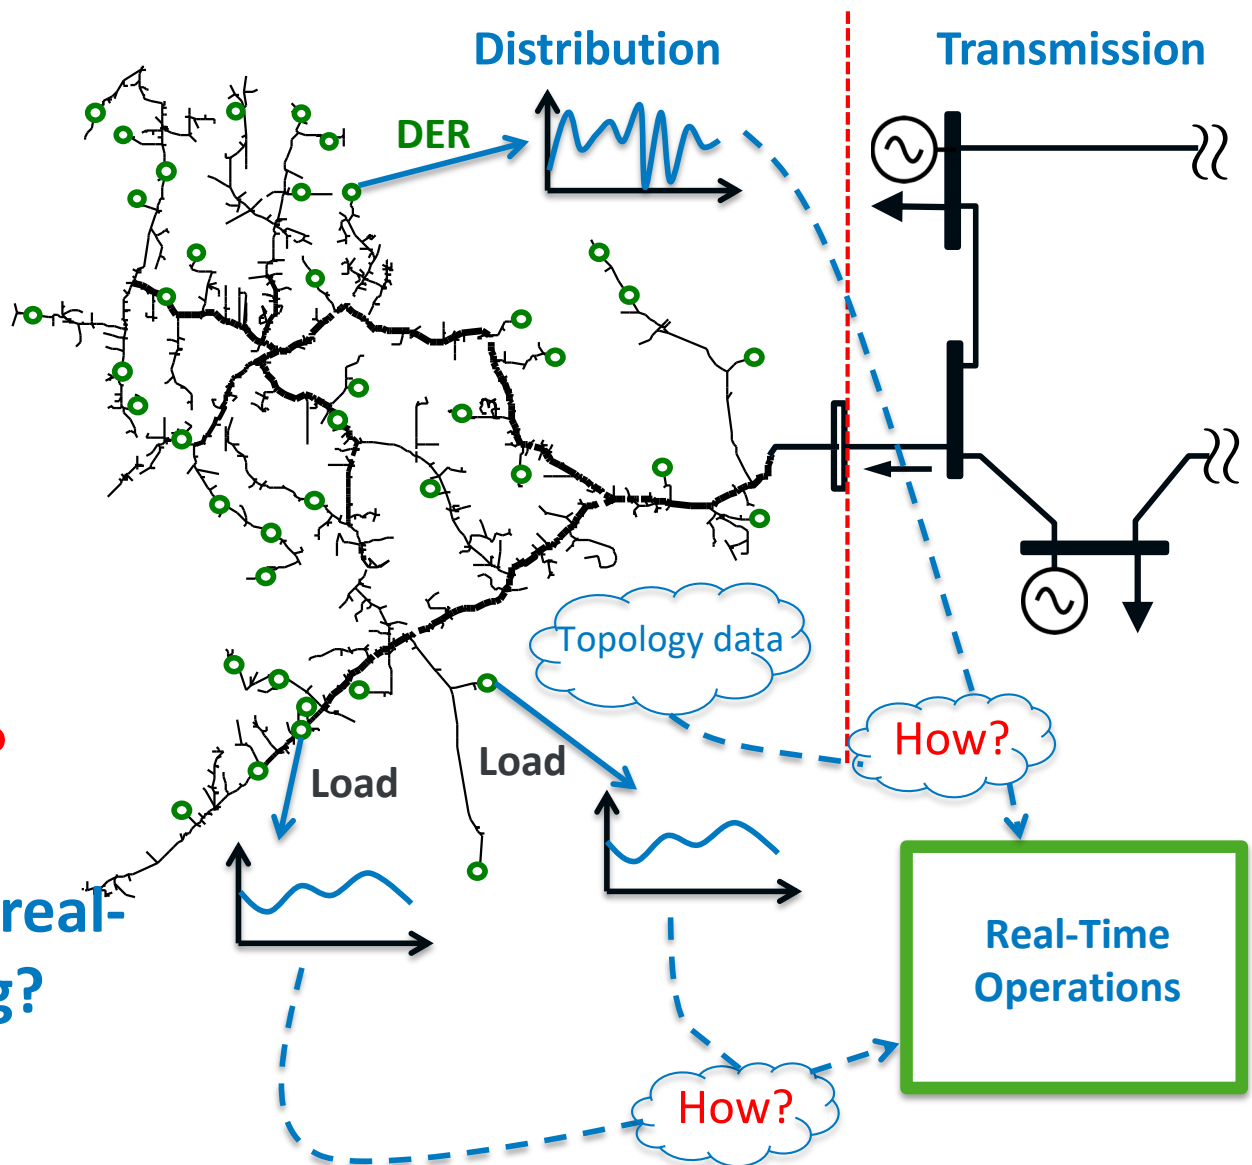 Distribution
Transmission
DER
Topology data
How?
Load
Load
real-
g?
Real-Time
Operations
How?